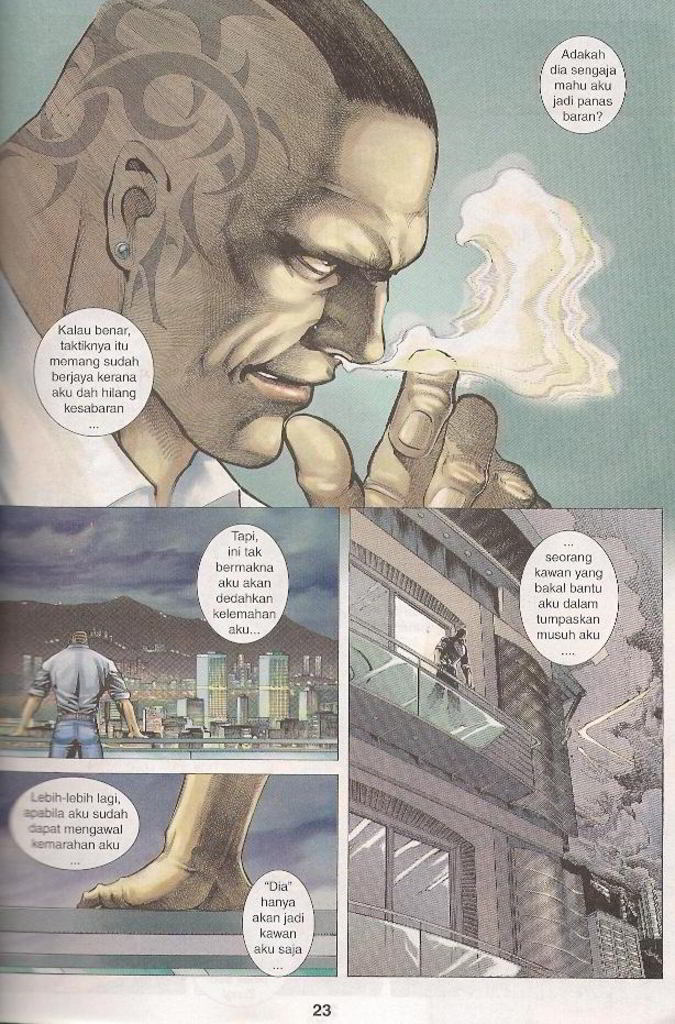 Adakah
dia sengaja
mahu aku
jadi panas
baran?
Kalau benar,
taktiknya itu
memang sudah
berjaya kerana
aku dah hilang
kesabaran
...
Tapi,
ini tak
bermakna
aku akan
dedahkan
kelemahan
aku...
Lebih-lebih lagi,
apabila aku sudah
dapat mengawal
kemarahan aku
...
"Dia"
hanya
akan jadi
kawan
aku saja
...
...
seorang
kawan yang
bakal bantu
aku dalam
tumpaskan
musuh aku
....
23